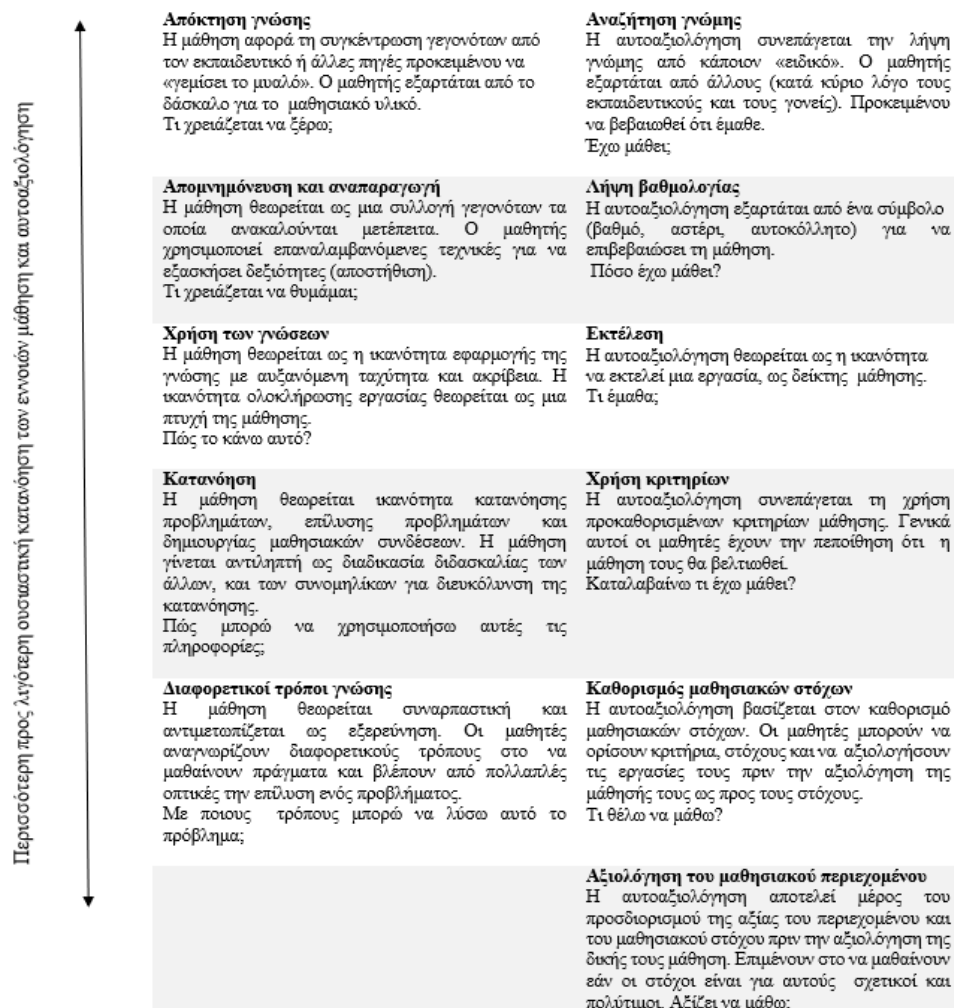 Περισσότερη προς λιγότερη ουσιαστική κατανόηση των εννοιών μάθηση και αυτοαξιολόγηση
Απόκτηση γνώσης
Η μάθηση αφορά τη συγκέντρωση γεγονότων από
τον εκπαιδευτικό ή άλλες πηγές προκειμένου να
«γεμίσει το μυαλό». Ο μαθητής εξαρτάται από το
δάσκαλο για το μαθησιακό υλικό.
Τι χρειάζεται να ξέρω;
Αναζήτηση γνώμης
Η αυτοαξιολόγηση συνεπάγεται την λήψη
γνώμης από κάποιον «ειδικό». Ο μαθητής
εξαρτάται από άλλους (κατά κύριο λόγο τους
εκπαιδευτικούς και τους γονείς). Προκειμένου
να βεβαιωθεί ότι έμαθε.
Έχω μάθει;
Απομνημόνευση και αναπαραγωγή
Η μάθηση θεωρείται ως μια συλλογή γεγονότων τα
οποία ανακαλούνται μετέπειτα. Ο μαθητής
χρησιμοποιεί επαναλαμβανόμενες τεχνικές για να
εξασκήσει δεξιότητες (αποστήθιση).
Τι χρειάζεται να θυμάμαι;
Λήψη βαθμολογίας
Η αυτοαξιολόγηση εξαρτάται από ένα σύμβολο
(βαθμό, αστέρι, αυτοκόλλητο) για να
επιβεβαιώσει τη μάθηση.
Πόσο έχω μάθει?
Χρήση των γνώσεων
Η μάθηση θεωρείται ως η ικανότητα εφαρμογής της
γνώσης με αυξανόμενη ταχύτητα και ακρίβεια. Η
ικανότητα ολοκλήρωσης εργασίας θεωρείται ως μια
πτυχή της μάθησης.
Πώς το κάνω αυτό?
Εκτέλεση
Η αυτοαξιολόγηση θεωρείται ως η ικανότητα
να εκτελεί μια εργασία, ως δείκτης μάθησης.
Τι έμαθα;
Κατανόηση
Η μάθηση θεωρείται ικανότητα κατανόησης
προβλημάτων, επίλυσης προβλημάτων και
δημιουργίας μαθησιακών συνδέσεων. Η μάθηση
γίνεται αντιληπτή ως διαδικασία διδασκαλίας των
άλλων, και των συνομηλίκων για διευκόλυνση της
κατανόησης.
Πώς μπορώ να χρησιμοποιήσω αυτές τις
πληροφορίες;
Χρήση κριτηρίων
Η αυτοαξιολόγηση συνεπάγεται τη χρήση
προκαθορισμένων κριτηρίων μάθησης. Γενικά
αυτοί οι μαθητές έχουν την πεποίθηση ότι η
μάθηση τους θα βελτιωθεί.
Καταλαβαίνω τι έχω μάθει?
Διαφορετικοί τρόποι γνώσης
Η μάθηση θεωρείται συναρπαστική και
αντιμετωπίζεται ως εξερεύνηση. Οι μαθητές
αναγνωρίζουν διαφορετικούς τρόπους στο να
μαθαίνουν πράγματα και βλέπουν από πολλαπλές
οπτικές την επίλυση ενός προβλήματος.
Με ποιους τρόπους μπορώ να λύσω αυτό το
πρόβλημα;
Καθορισμός μαθησιακών στόχων
Η αυτοαξιολόγηση βασίζεται στον καθορισμό
μαθησιακών στόχων. Οι μαθητές μπορούν να
ορίσουν κριτήρια, στόχους και να αξιολογήσουν
τις εργασίες τους πριν την αξιολόγηση της
μάθησής τους ως προς τους στόχους.
Τι θέλω να μάθω?
Αξιολόγηση του μαθησιακού περιεχομένου
Η αυτοαξιολόγηση αποτελεί μέρος του
προσδιορισμού της αξίας του περιεχομένου και
του μαθησιακού στόχου πριν την αξιολόγηση της
δικής τους μάθηση. Επιμένουν στο να μαθαίνουν
εάν οι στόχοι είναι για αυτούς σχετικοί και
πολύτιμοι. Αξίζει να μάθω;